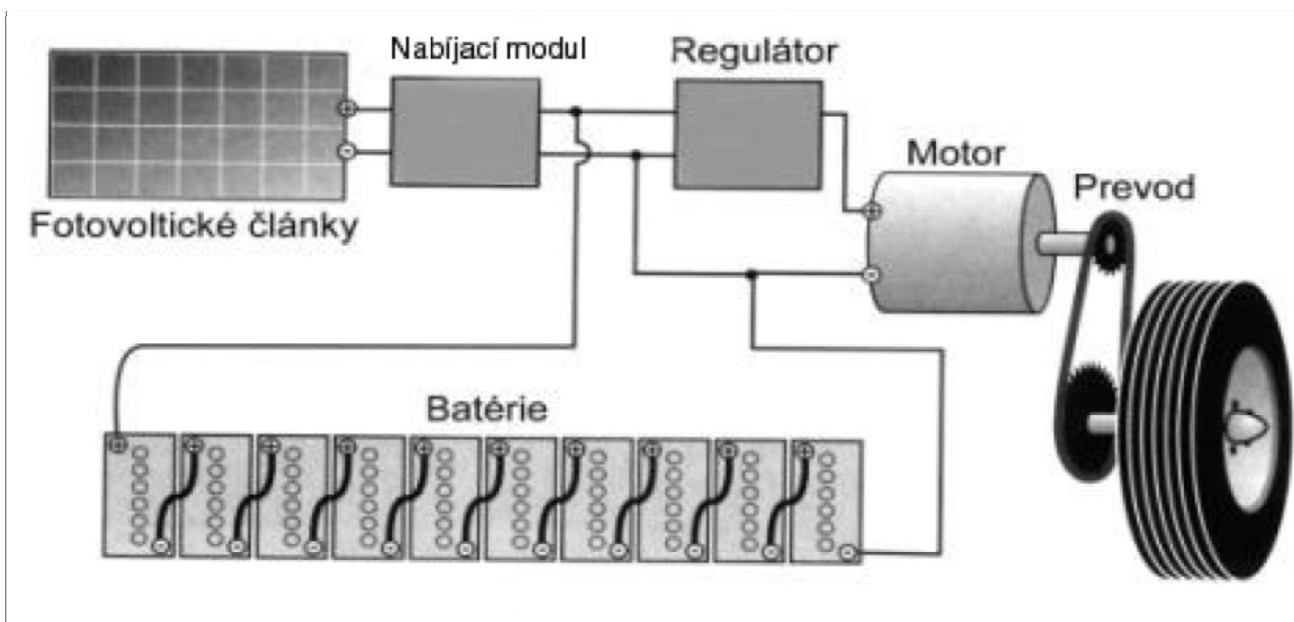 Nabíjací modul
Regulátor
Fotovoltické články
Motor
Prevod
Batérie